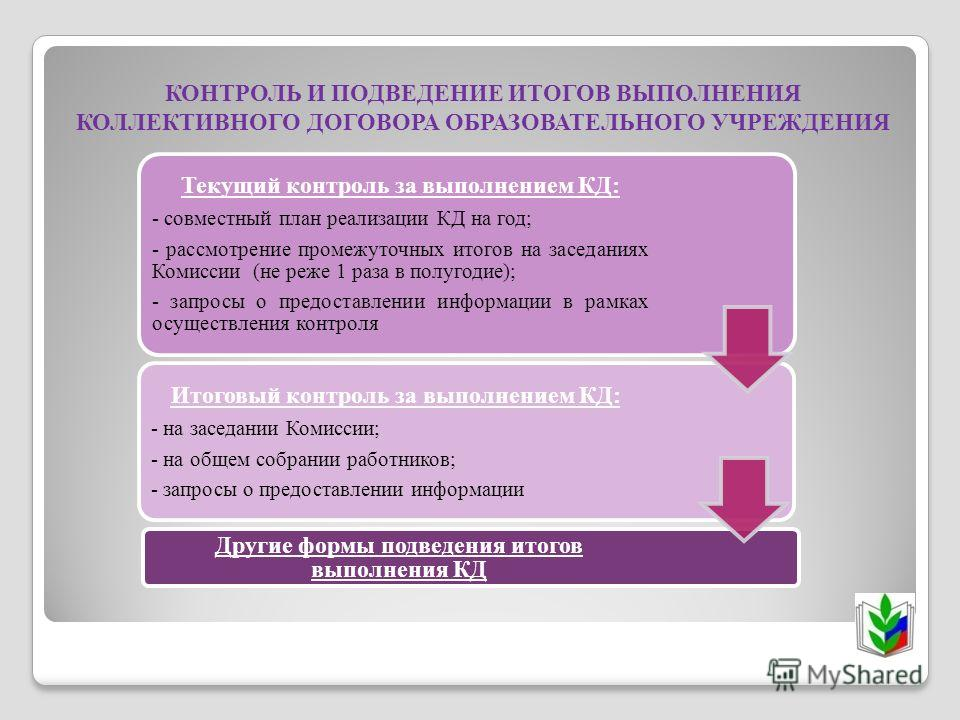 КОНТРОЛЬ И ПОДВЕДЕНИЕ ИТОГОВ ВЫПОЛНЕНИЯ
КОЛЛЕКТИВНОГО ДОГОВОРА ОБРАЗОВАТЕЛЬНОГО УЧРЕЖДЕНИЯ
Текущий контроль за выполнением КД:
- совместный план реализации КД на год;
- рассмотрение промежуточных итогов на заседаниях
Комиссии (не реже 1 раза в полугодие);
- запросы о предоставлении информации в рамках
осуществления контроля
Итоговый контроль за выполнением КД:
- на заседании Комиссии;
- на общем собрании работников;
- запросы о предоставлении информации
Другие формы подведения итогов
выполнения КД
MyShared